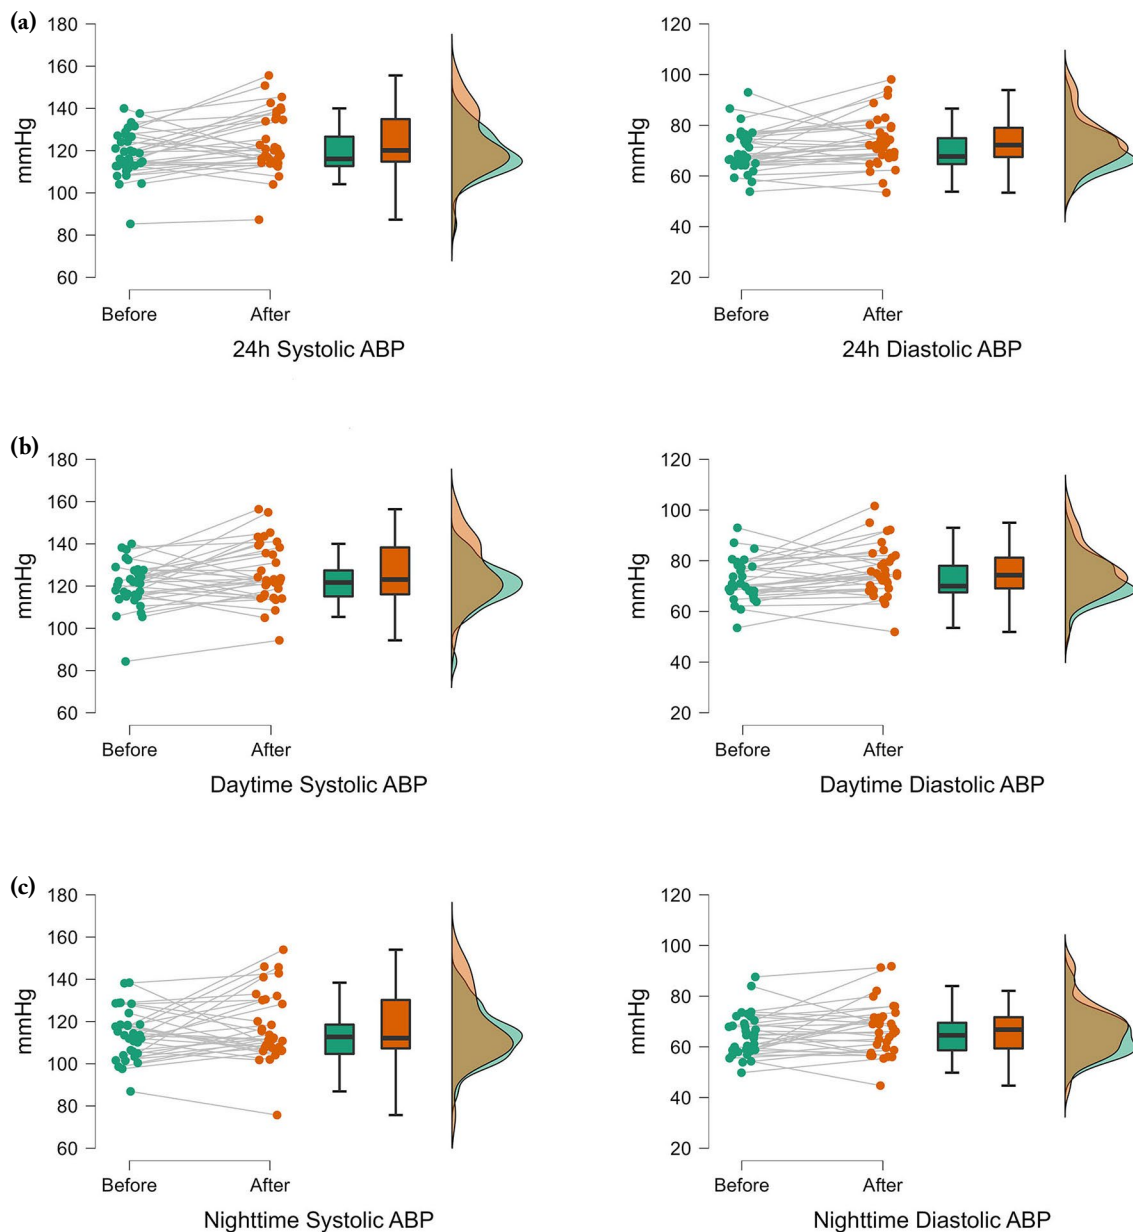 (a)
180
160
140
120
100
80
60
mmHg
Before
After
24h Systolic ABP
120
100
80
60
40
20
mmHg
Before
After
24h Diastolic ABP
(b)
180
160
140
120
100
80
60
mmHg
Before
After
Daytime Systolic ABP
120
100
80
60
40
20
mmHg
Before
After
Daytime Diastolic ABP
(c)
180
160
140
120
100
80
60
mmHg
Before
After
Nighttime Systolic ABP
120
100
80
60
40
20
mmHg
Before
After
Nighttime Diastolic ABP